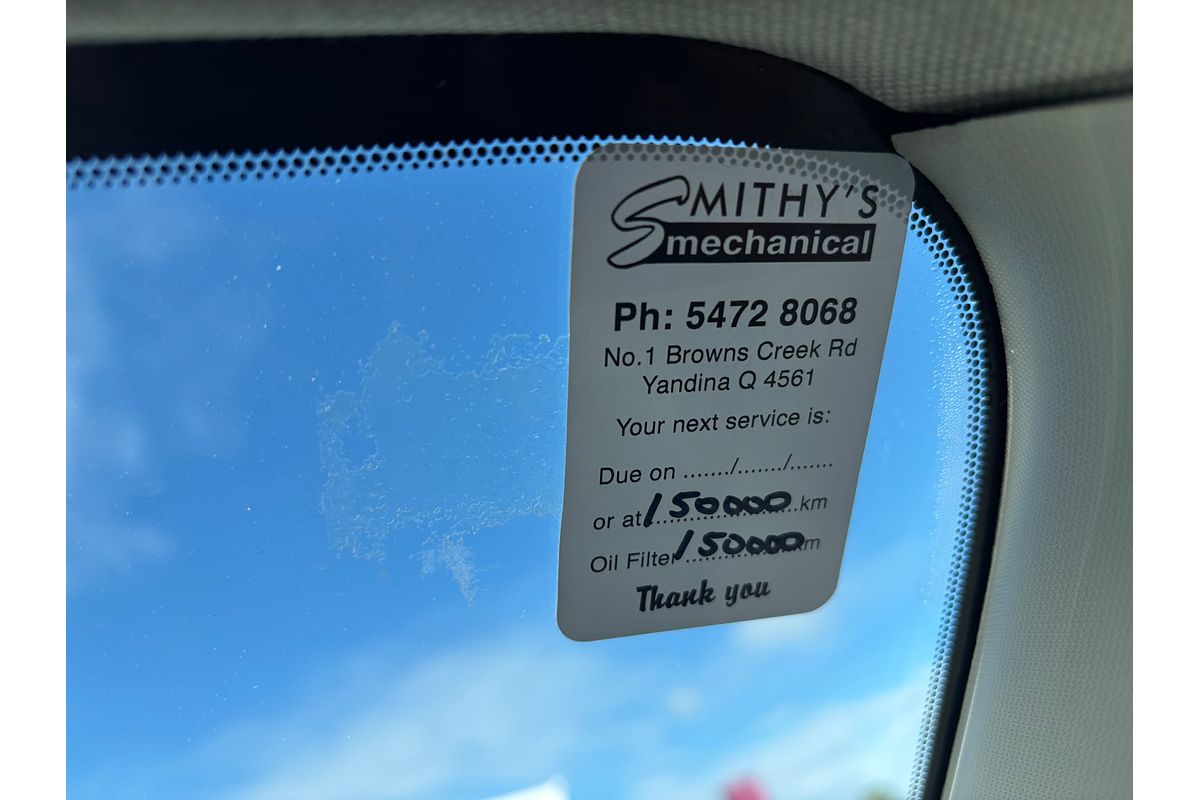 SMITHY'S
mechanical
Ph: 5472 8068
No.1 Browns Creek Rd
Yandina Q 4561
Your next service is:
Due on ......./......./.......
or at 150000 km
Oil Filter 150000 km
Thank you